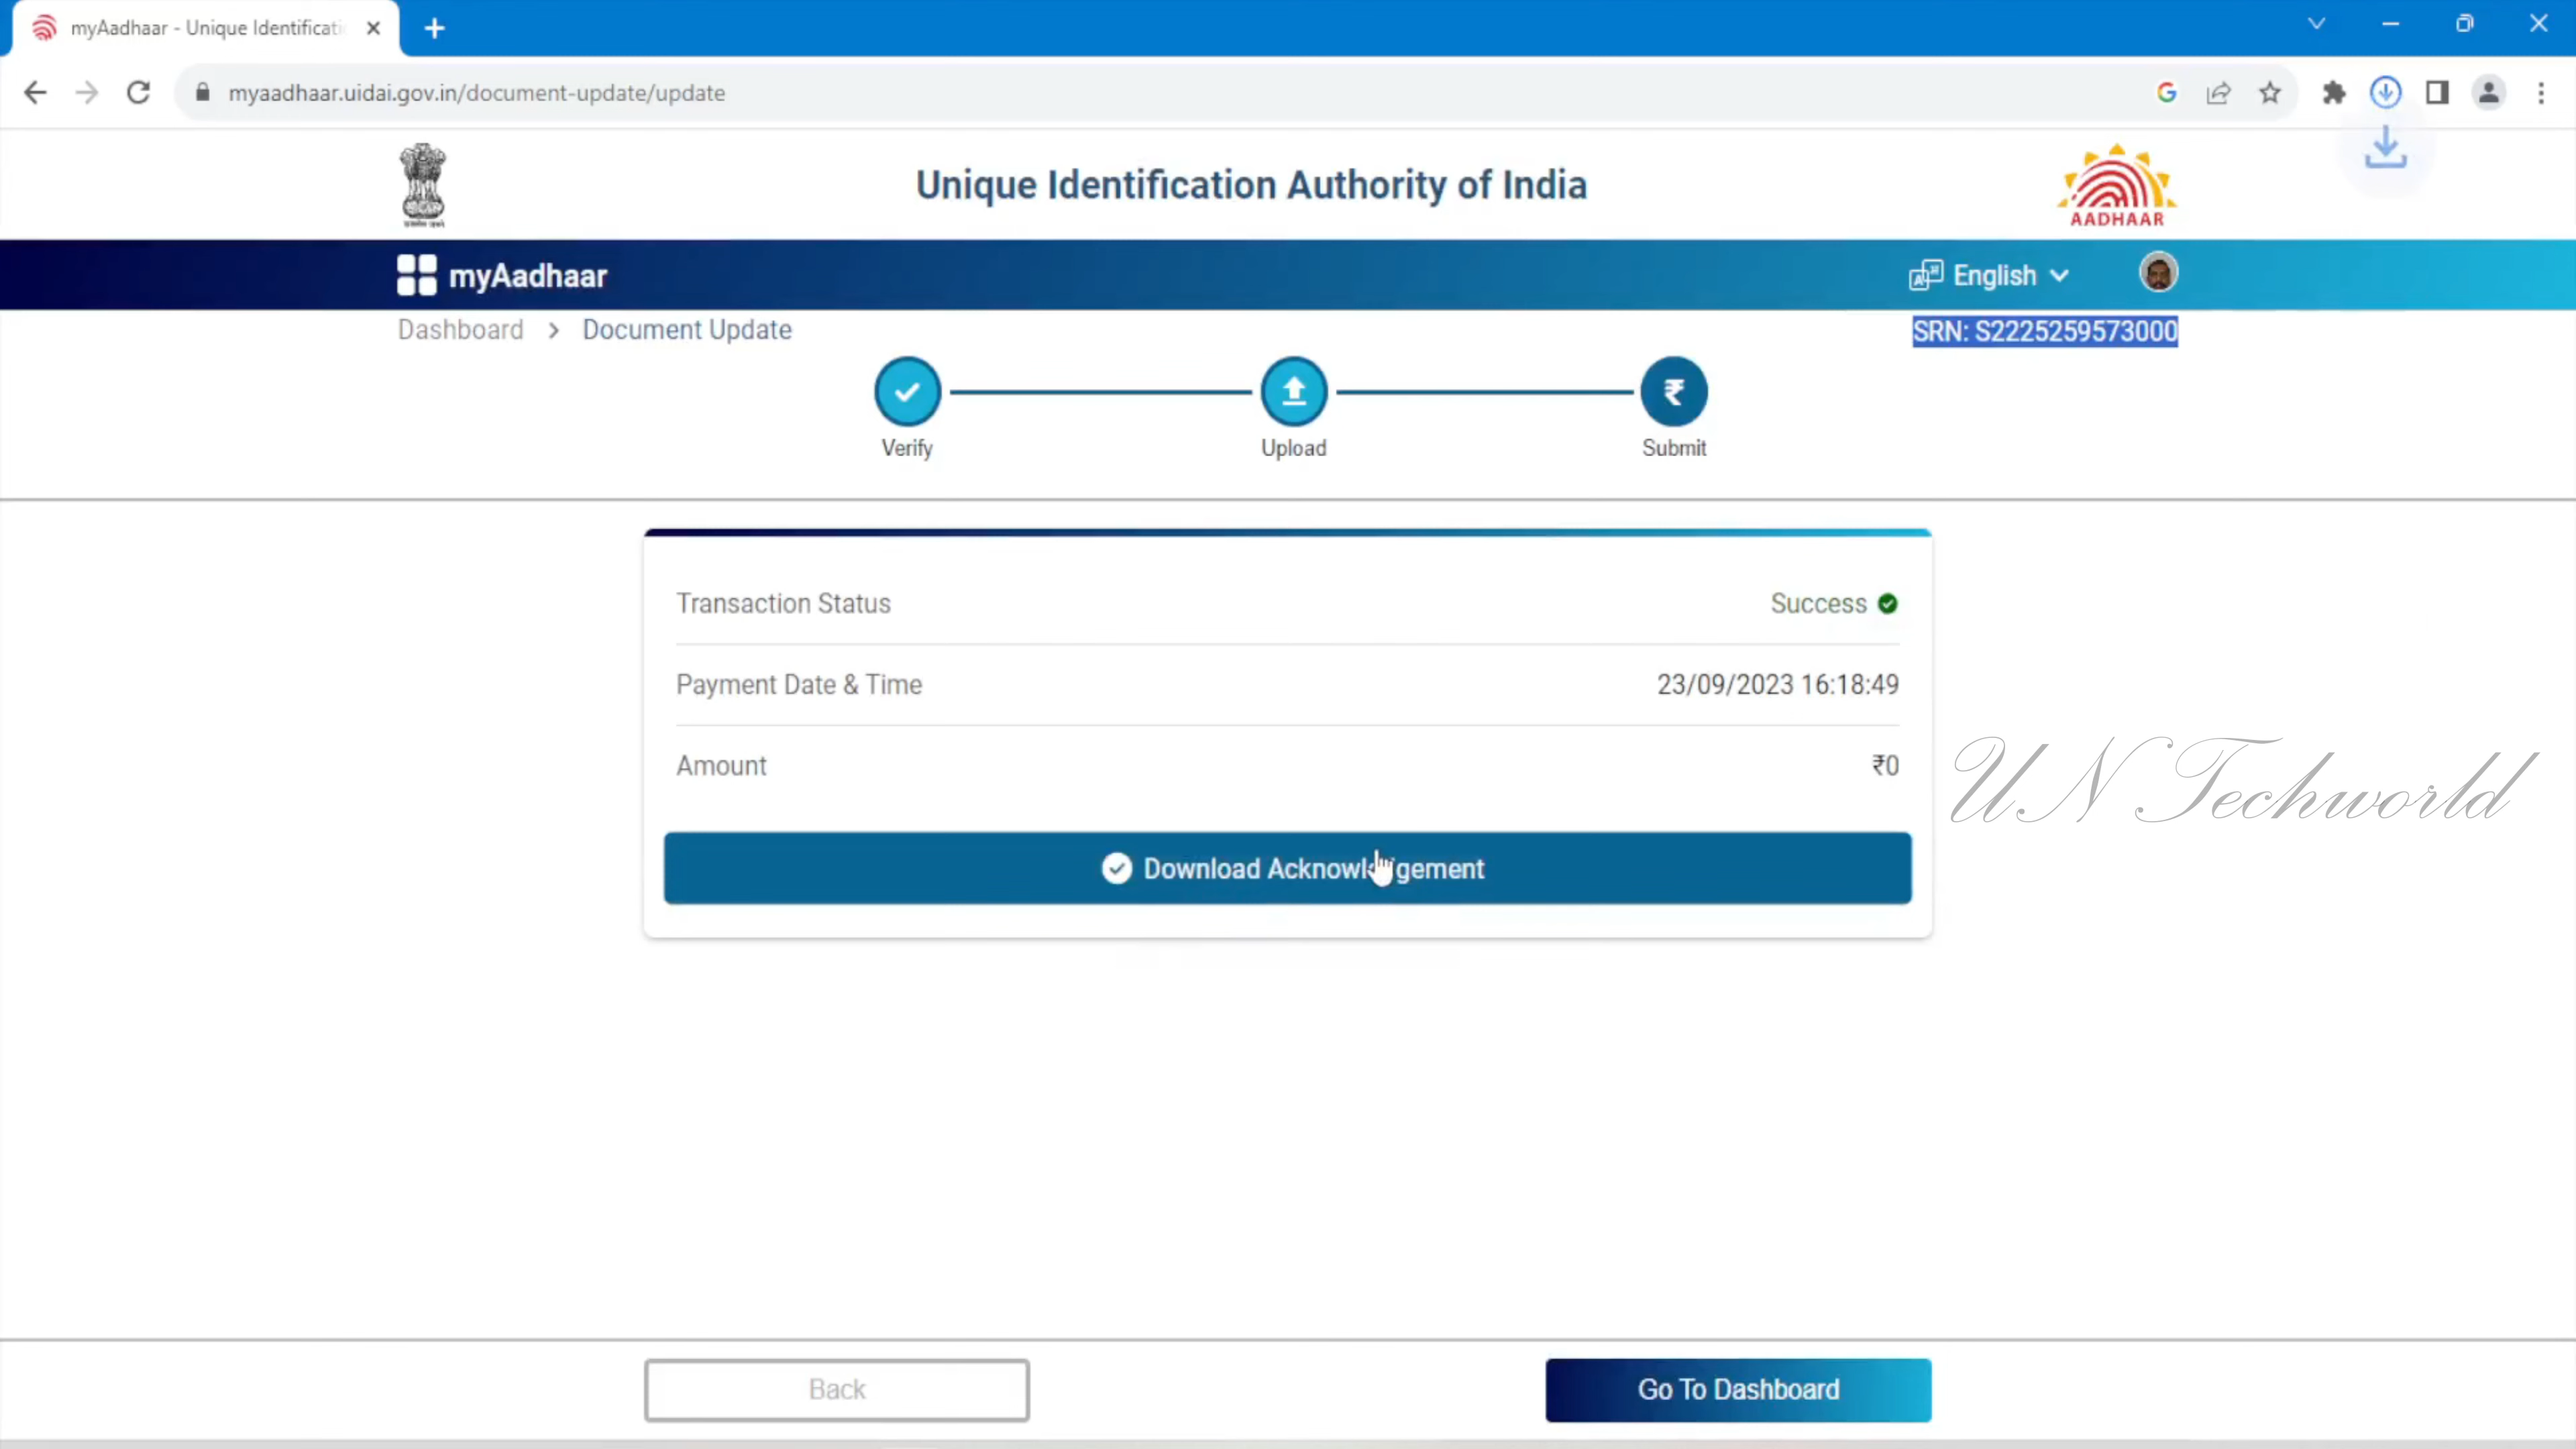 myAadhaar - Unique Identificati
myaadhaar.uidai.gov.in/document-update/update
Unique Identification Authority of India
AADHAAR
myAadhaar
English
Dashboard > Document Update
SRN: S2225259573000
Verify
Upload
Submit
Transaction Status
Success
Payment Date & Time
23/09/2023 16:18:49
Amount
₹0
UN Techworld
Download Acknowledgement
Back
Go To Dashboard